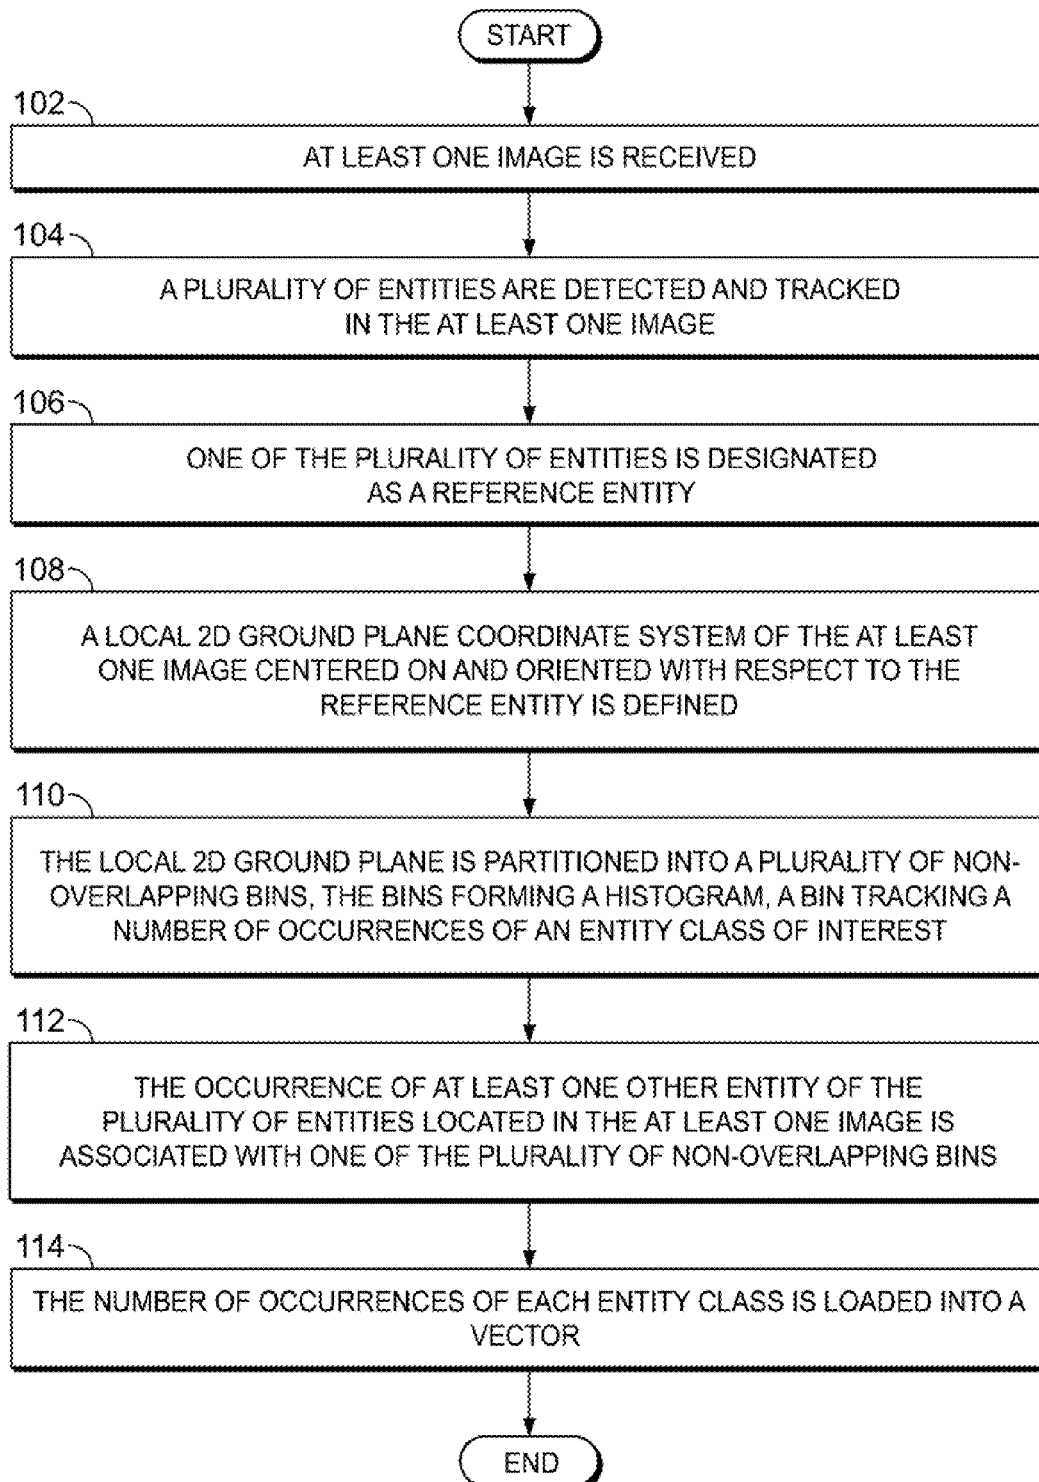 START
102
AT LEAST ONE IMAGE IS RECEIVED
104
A PLURALITY OF ENTITIES ARE DETECTED AND TRACKED
IN THE AT LEAST ONE IMAGE
106
ONE OF THE PLURALITY OF ENTITIES IS DESIGNATED
AS A REFERENCE ENTITY
108
A LOCAL 2D GROUND PLANE COORDINATE SYSTEM OF THE AT LEAST
ONE IMAGE CENTERED ON AND ORIENTED WITH RESPECT TO THE
REFERENCE ENTITY IS DEFINED
110
THE LOCAL 2D GROUND PLANE IS PARTITIONED INTO A PLURALITY OF NON-
OVERLAPPING BINS, THE BINS FORMING A HISTOGRAM, A BIN TRACKING A
NUMBER OF OCCURRENCES OF AN ENTITY CLASS OF INTEREST
112
THE OCCURRENCE OF AT LEAST ONE OTHER ENTITY OF THE
PLURALITY OF ENTITIES LOCATED IN THE AT LEAST ONE IMAGE IS
ASSOCIATED WITH ONE OF THE PLURALITY OF NON-OVERLAPPING BINS
114
THE NUMBER OF OCCURRENCES OF EACH ENTITY CLASS IS LOADED INTO A
VECTOR
END